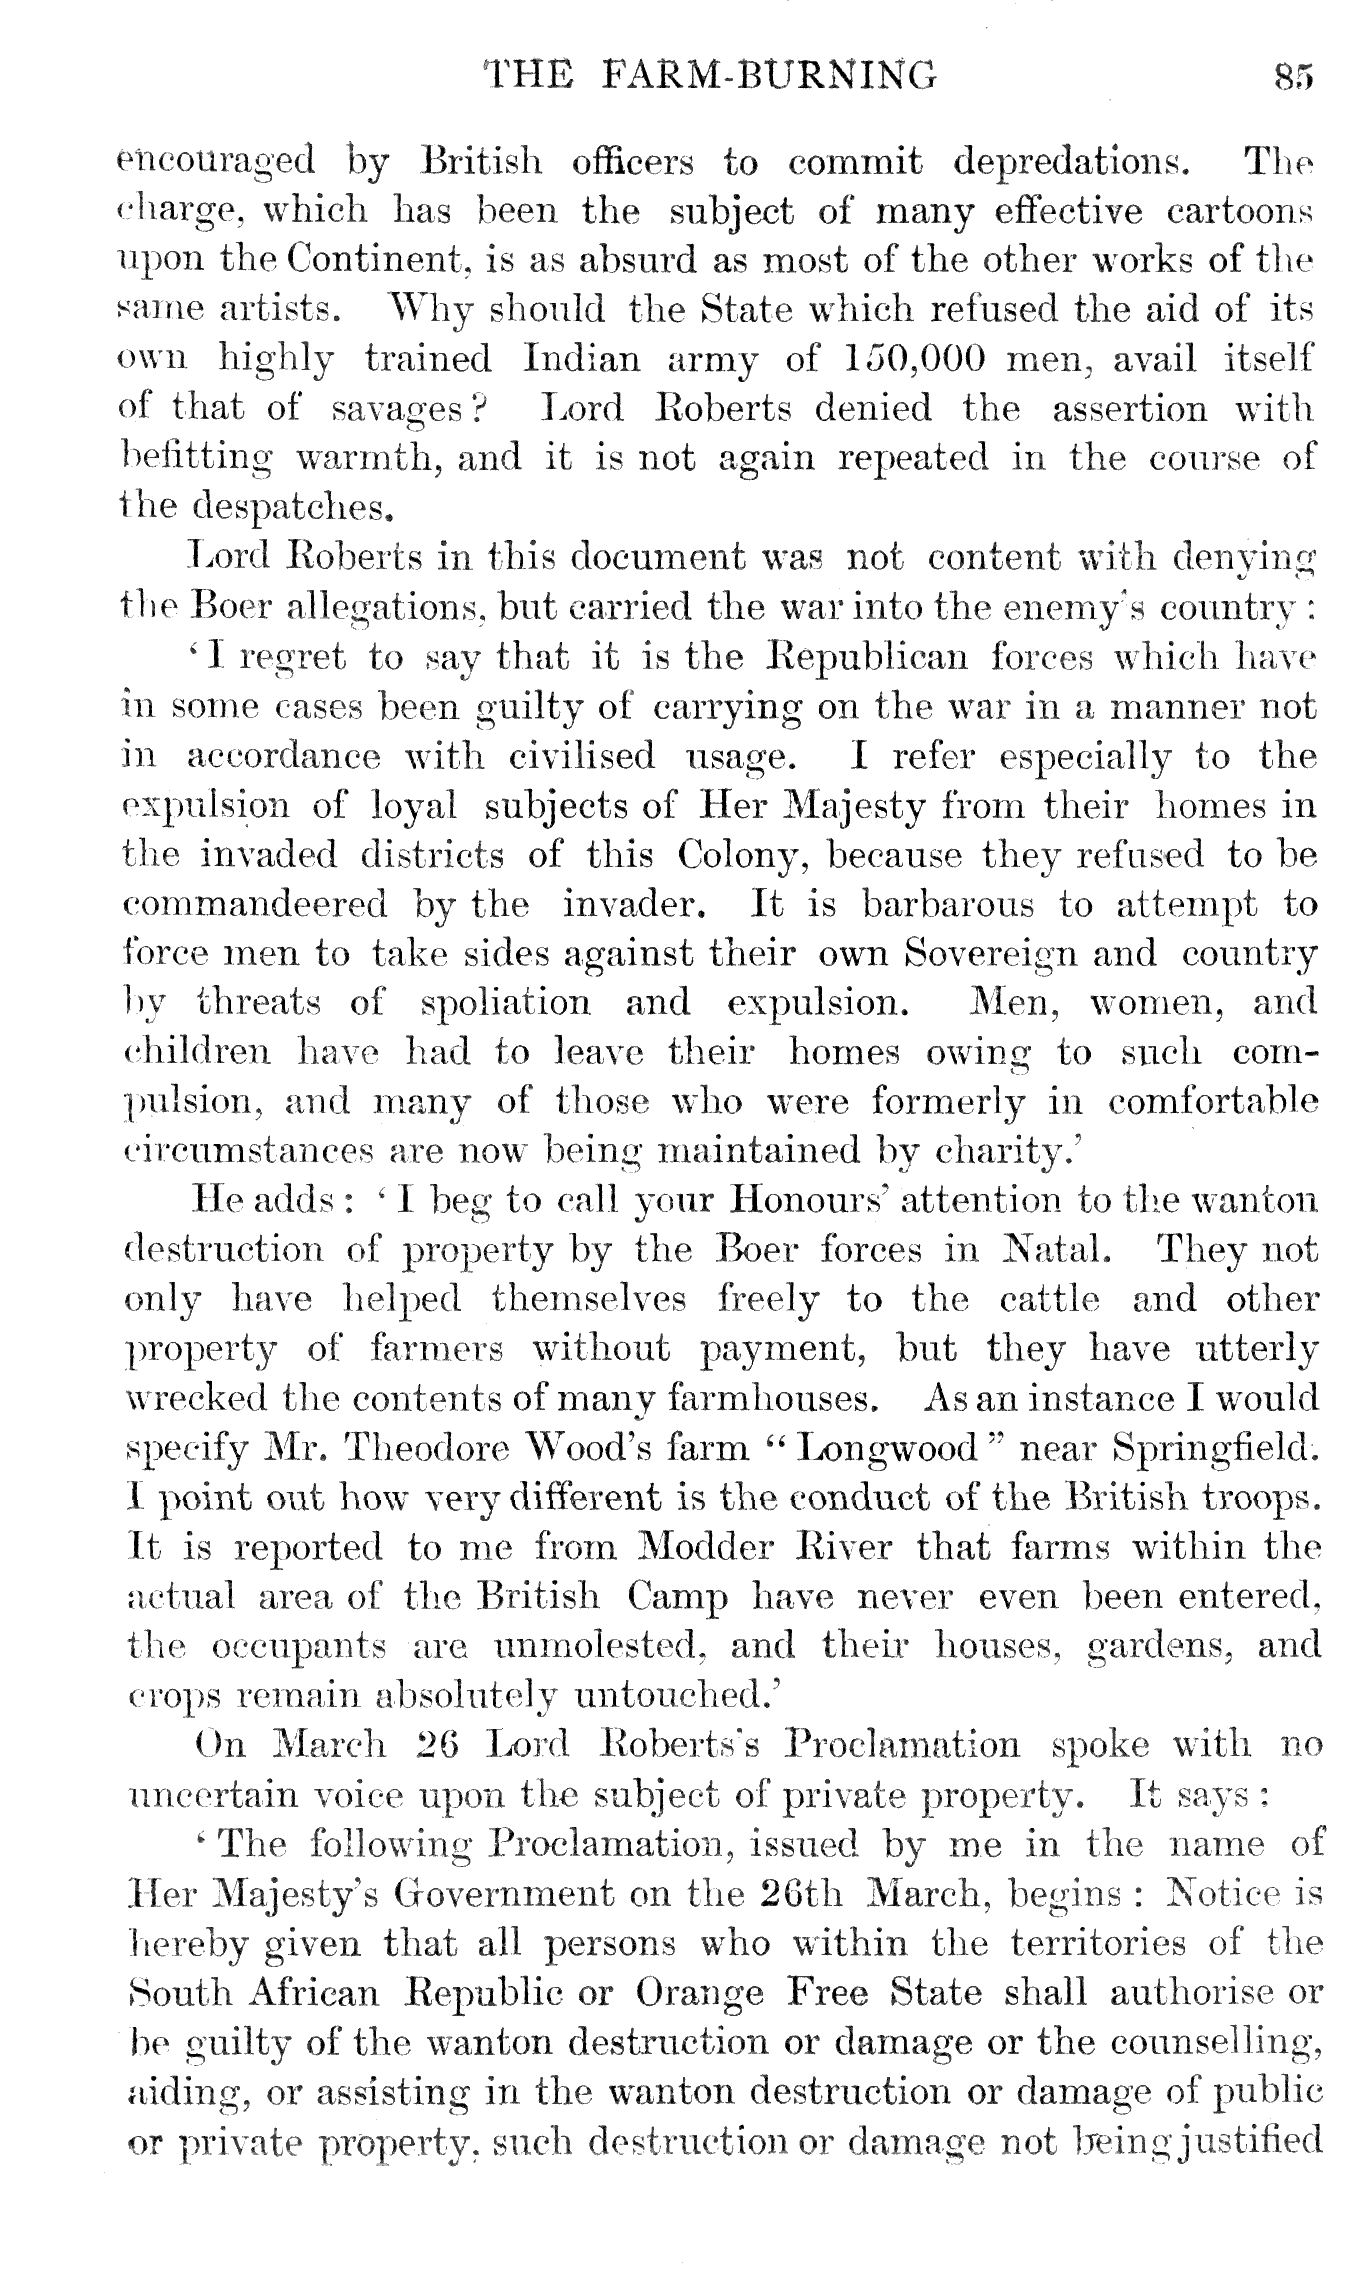 THE FARM-BURNING 85
encouraged by British officers to commit depredations. The
charge, which has been the subject of many effective cartoons
upon the Continent, is as absurd as most of the other works of the
same artists. Why should the State which refused the aid of its
own highly trained Indian army of 150,000 men, avail itself
of that of savages? Lord Roberts denied the assertion with
befitting warmth, and it is not again repeated in the course of
the despatches.
Lord Roberts in this document was not content with denying
the Boer allegations, but carried the war into the enemy's country:
'I regret to say that it is the Republican forces which have
in some cases been guilty of carrying on the war in a manner not
in accordance with civilised usage. I refer especially to the
expulsion of loyal subjects of Her Majesty from their homes in
the invaded districts of this Colony, because they refused to be
commandeered by the invader. It is barbarous to attempt to
force men to take sides against their own Sovereign and country
by threats of spoliation and expulsion. Men, women, and
children have had to leave their homes owing to such com-
pulsion, and many of those who were formerly in comfortable
circumstances are now being maintained by charity.'
He adds: 'I beg to call your Honours' attention to the wanton
destruction of property by the Boer forces in Natal. They not
only have helped themselves freely to the cattle and other
property of farmers without payment, but they have utterly
wrecked the contents of many farmhouses. As an instance I would
specify Mr. Theodore Wood's farm "Longwood" near Springfield.
I point out how very different is the conduct of the British troops.
It is reported to me from Modder River that farms within the
actual area of the British Camp have never even been entered,
the occupants are unmolested, and their houses, gardens, and
crops remain absolutely untouched.'
On March 26 Lord Roberts's Proclamation spoke with no
uncertain voice upon the subject of private property. It says:
'The following Proclamation, issued by me in the name of
Her Majesty's Government on the 26th March, begins: Notice is
hereby given that all persons who within the territories of the
South African Republic or Orange Free State shall authorise or
be guilty of the wanton destruction or damage or the counselling,
aiding, or assisting in the wanton destruction or damage of public
or private property, such destruction or damage not being justified